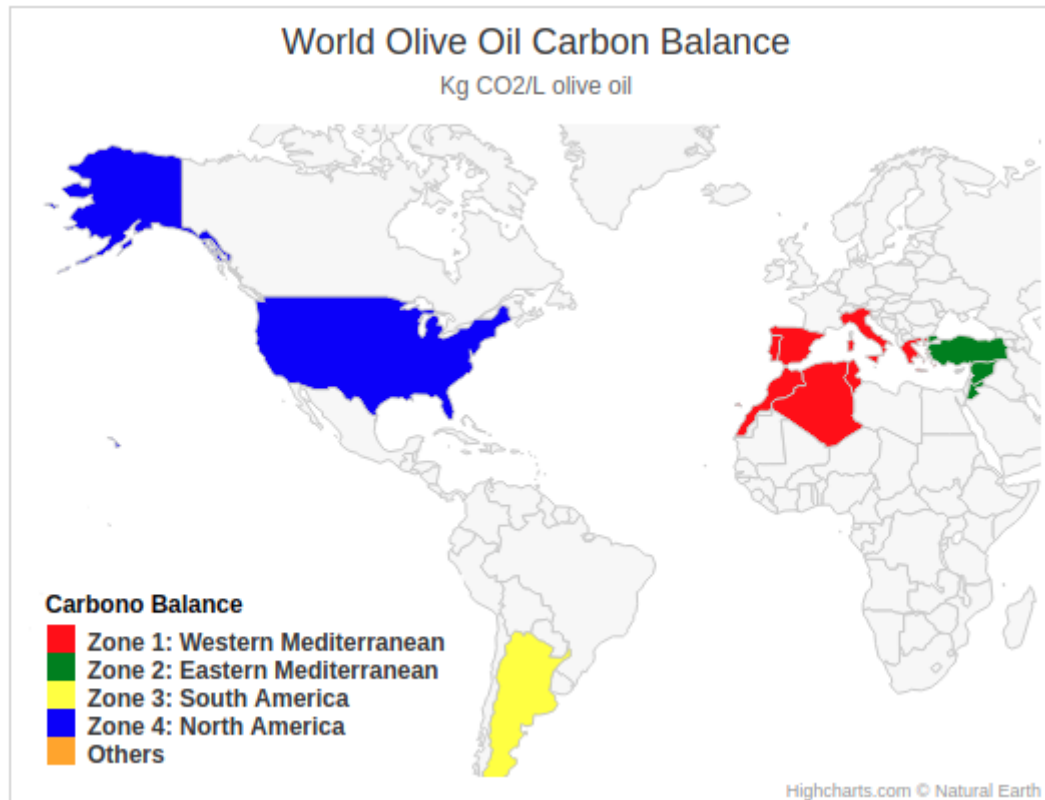 World Olive Oil Carbon Balance
Kg CO2/L olive oil
Carbono Balance
Zone 1: Western Mediterranean
Zone 2: Eastern Mediterranean
Zone 3: South America
Zone 4: North America
Others
Highcharts.com © Natural Earth